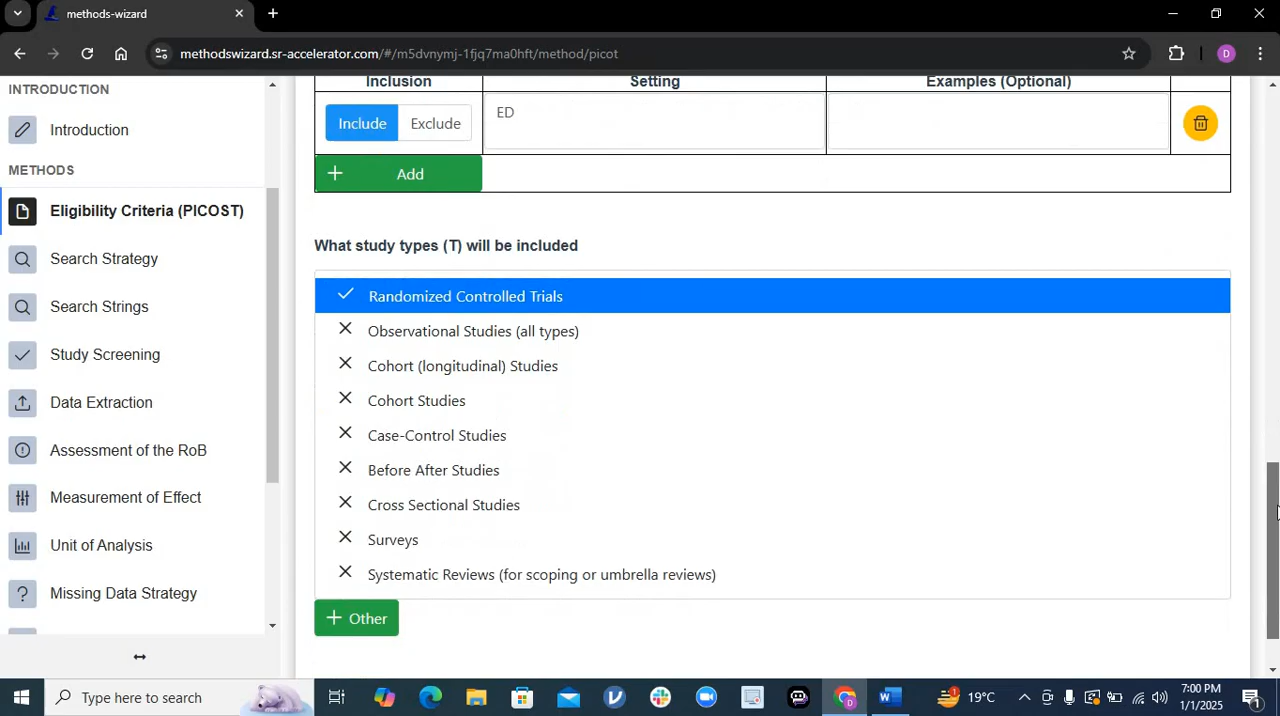 methods-wizard
methodswizard.sr-accelerator.com/#/m5dvnymj-1fjq7ma0hft/method/picot
D
INTRODUCTION
Introduction
METHODS
Eligibility Criteria (PICOST)
Search Strategy
Search Strings
Study Screening
Data Extraction
Assessment of the RoB
Measurement of Effect
Unit of Analysis
Missing Data Strategy
Inclusion Setting Examples (Optional)
Include Exclude ED
Add
What study types (T) will be included
Randomized Controlled Trials
Observational Studies (all types)
Cohort (longitudinal) Studies
Cohort Studies
Case-Control Studies
Before After Studies
Cross Sectional Studies
Surveys
Systematic Reviews (for scoping or umbrella reviews)
Other
Type here to search
19°C
7:00 PM
1/1/2025